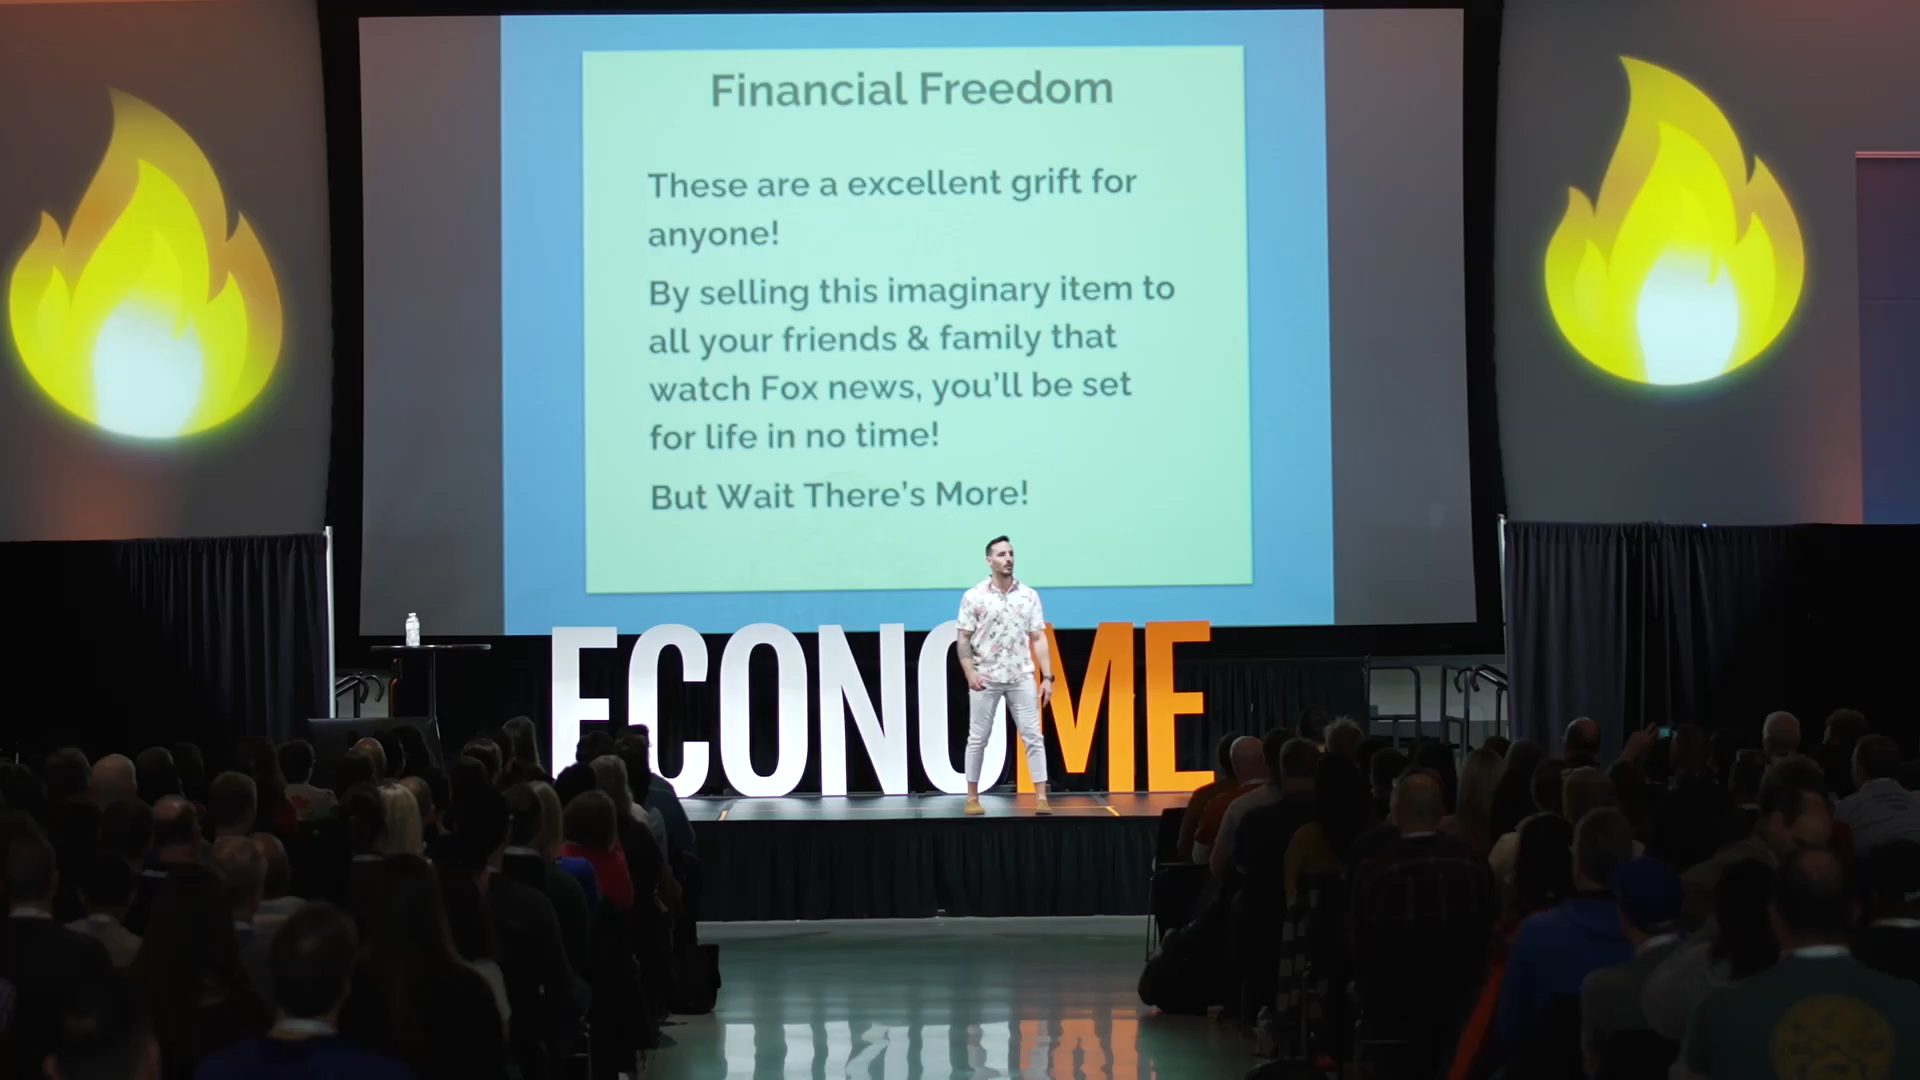 Financial Freedom
These are a excellent grift for
anyone!
By selling this imaginary item to
all your friends & family that
watch Fox news, you'll be set
for life in no time!
But Wait There's More!
ECONOME